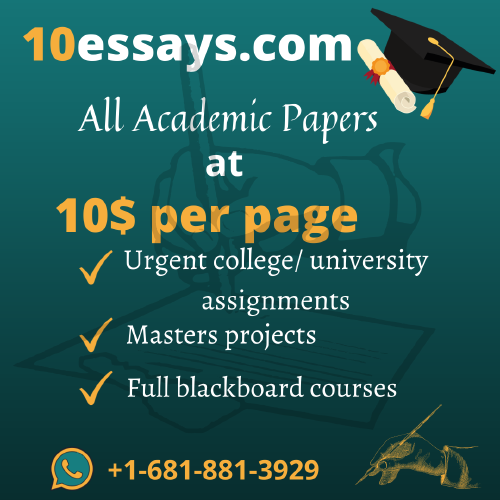 10essays.com
All Academic Papers
at
10$ per page
Urgent college/ university
assignments
Masters projects
Full blackboard courses
+1-681-881-3929